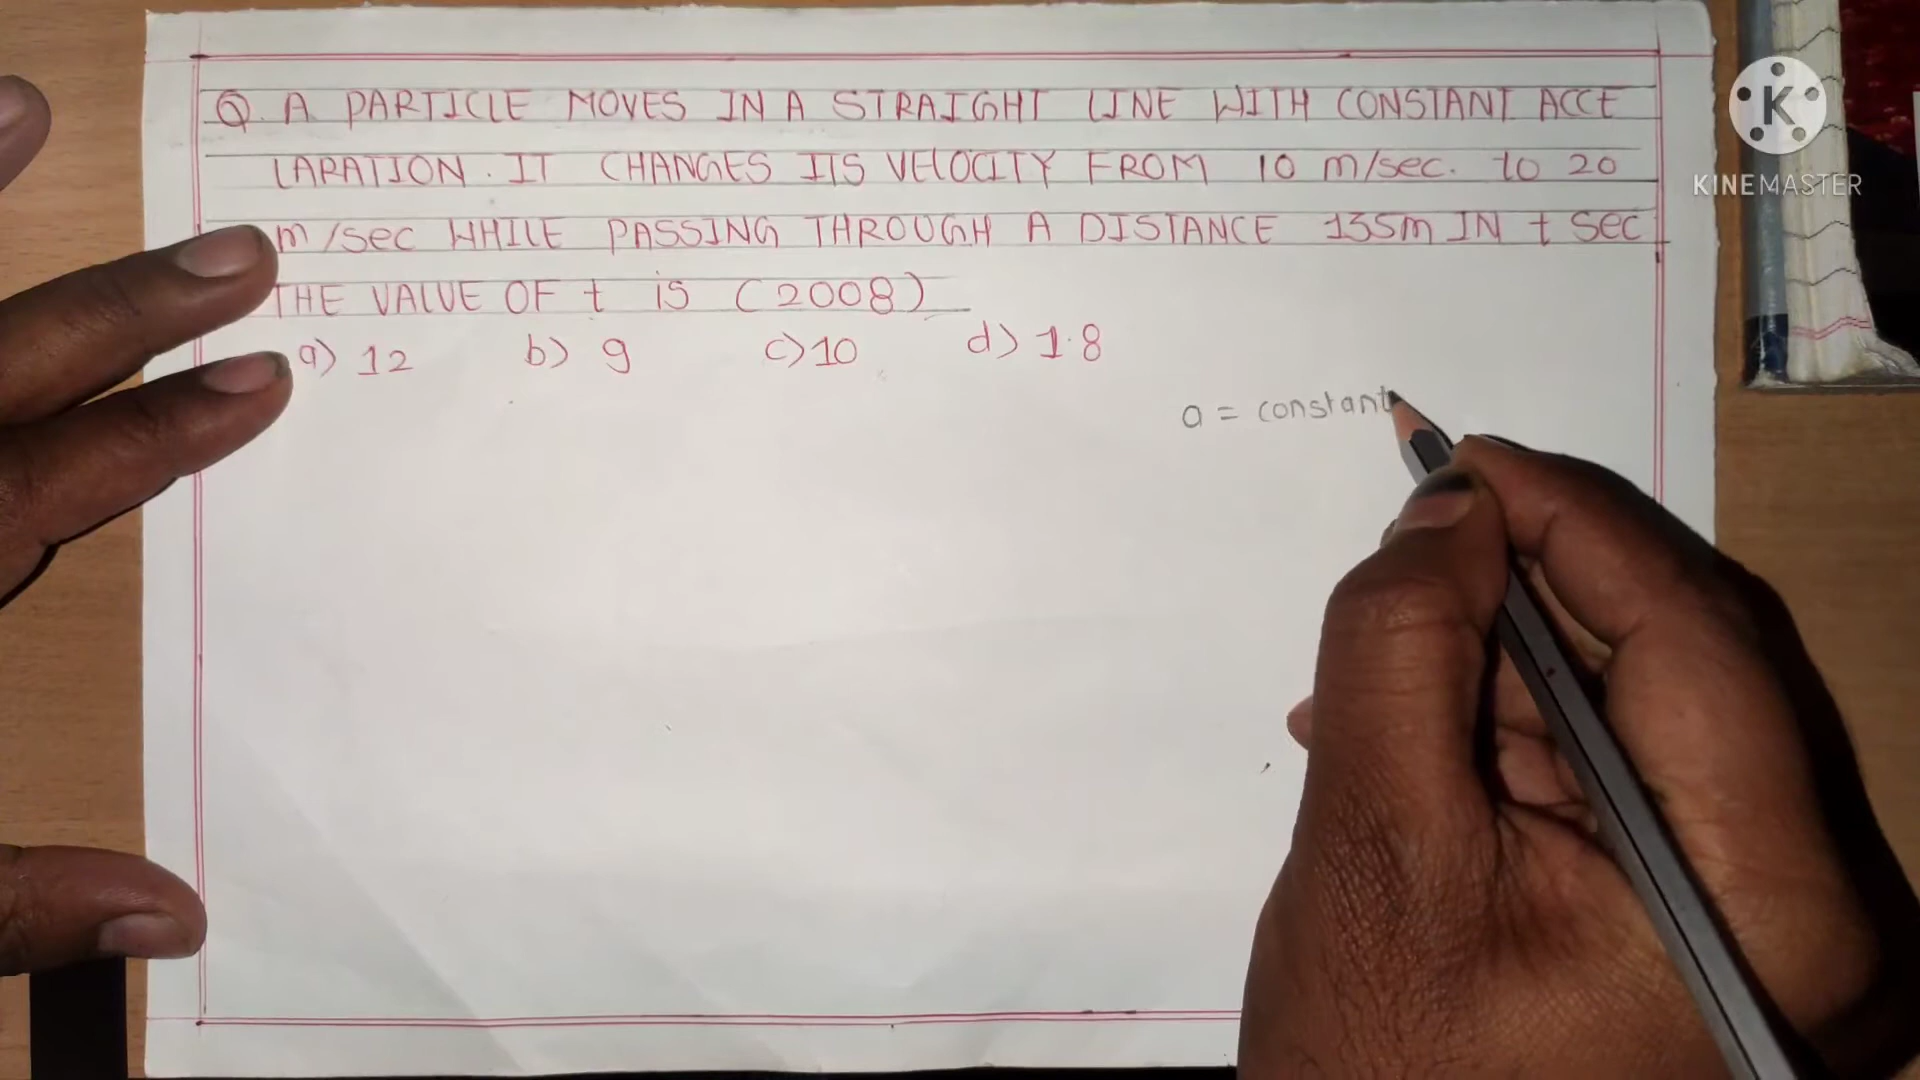 Q. A PARTICLE MOVES IN A STRAIGHT LINE WITH CONSTANT ACCE
LARATION. IT CHANGES ITS VELOCITY FROM 10 m/sec. to 20
m/sec WHILE PASSING THROUGH A DISTANCE 135m IN t sec
THE VALUE OF t is (2008)
a) 12 b) 9 c) 10 d) 1.8
a = constant
K
KINEMASTER